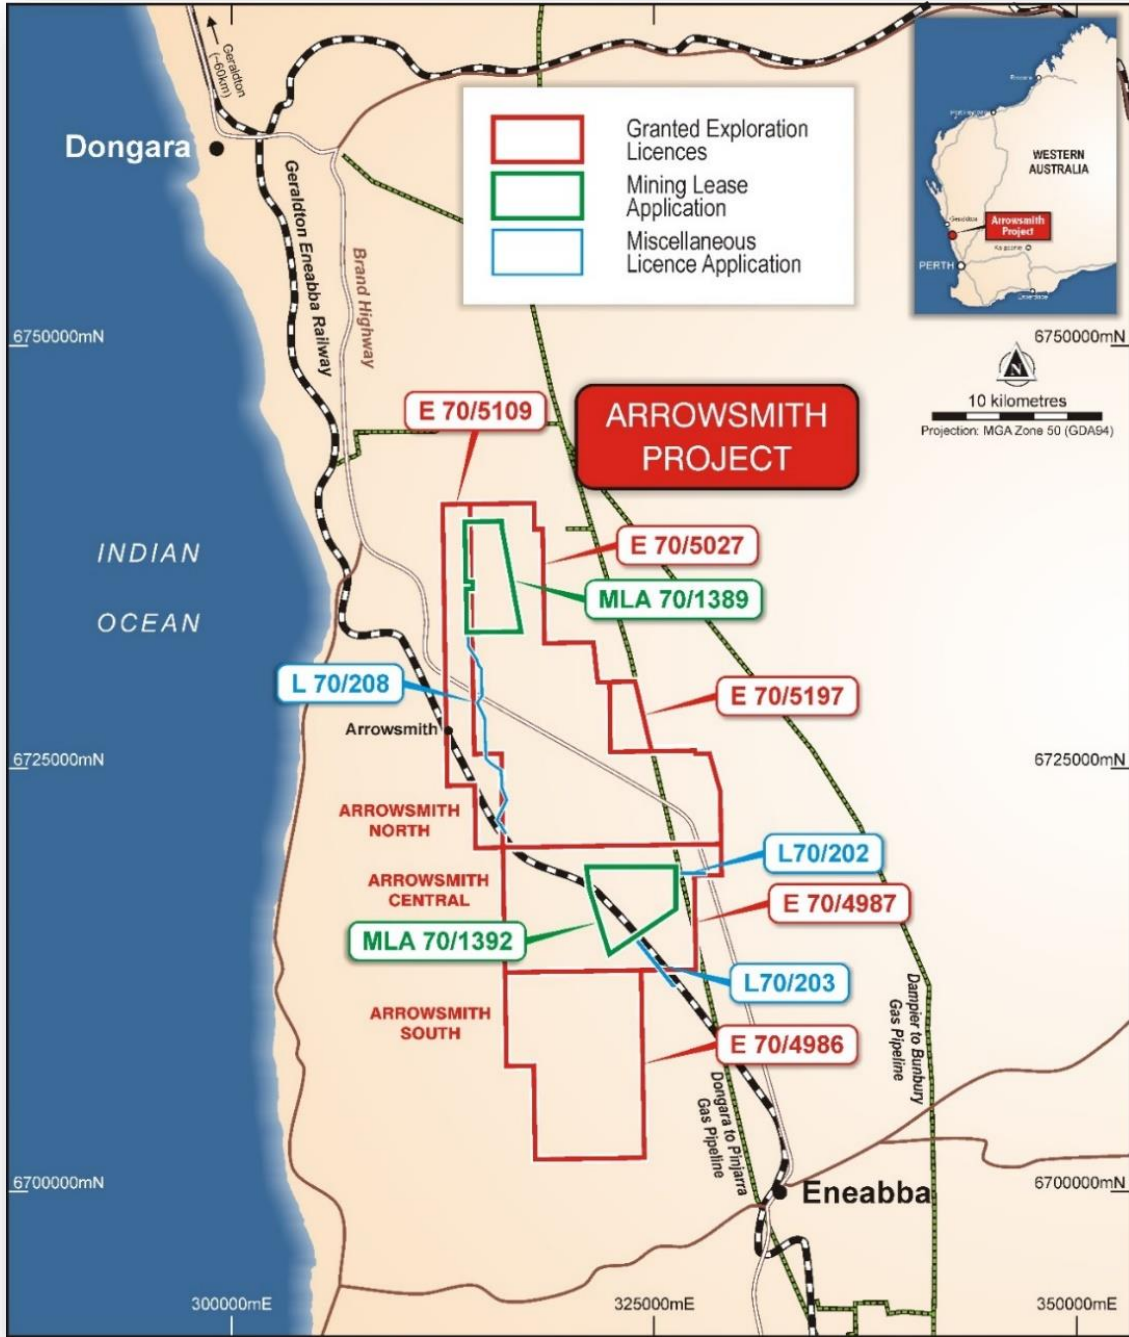 Geraldton
(~60km)
Dongara
Geraldton Eneabba Railway
Brand Highway
Granted Exploration
Licences
Mining Lease
Application
Miscellaneous
Licence Application
WESTERN
AUSTRALIA
Geraldton
Arrowsmith
Project
PERTH
6750000mN
6750000mN
N
10 kilometres
Projection: MGA Zone 50 (GDA94)
E 70/5109
ARROWSMITH
PROJECT
INDIAN
OCEAN
E 70/5027
MLA 70/1389
L 70/208
E 70/5197
Arrowsmith
6725000mN
6725000mN
ARROWSMITH
NORTH
L70/202
ARROWSMITH
CENTRAL
E 70/4987
MLA 70/1392
L70/203
ARROWSMITH
SOUTH
E 70/4986
Dongara to Pinjarra
Gas Pipeline
Dampier to Bunbury
Gas Pipeline
6700000mN
6700000mN
Eneabba
300000mE
325000mE
350000mE